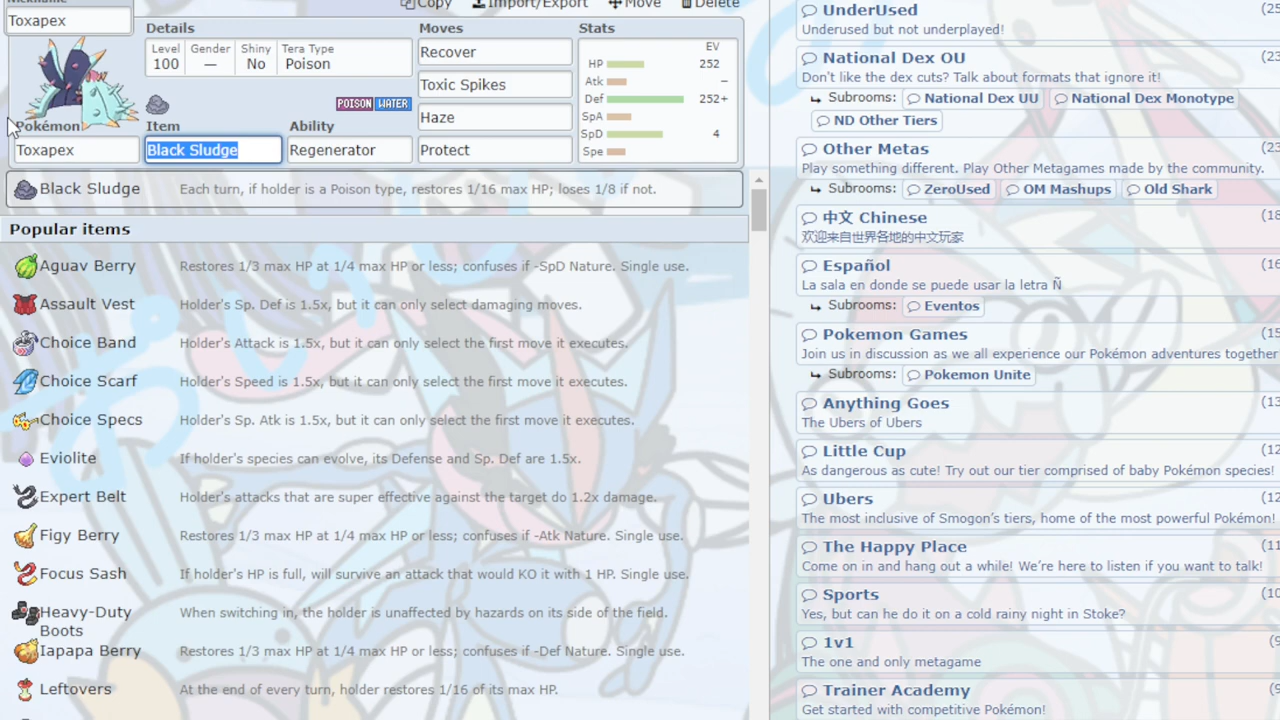 Nickname
Copy Import/Export Move Delete
Toxapex
Details
Level
100
Gender
—
Shiny
No
Tera Type
Poison
POISON WATER
Pokémon
Toxapex
Item
Black Sludge
Ability
Regenerator
Moves
Recover
Toxic Spikes
Haze
Protect
Stats
EV
HP 252
Atk –
Def 252+
SpA
SpD 4
Spe
Black Sludge Each turn, if holder is a Poison type, restores 1/16 max HP; loses 1/8 if not.
Popular items
Aguav Berry Restores 1/3 max HP at 1/4 max HP or less; confuses if -SpD Nature. Single use.
Assault Vest Holder's Sp. Def is 1.5x, but it can only select damaging moves.
Choice Band Holder's Attack is 1.5x, but it can only select the first move it executes.
Choice Scarf Holder's Speed is 1.5x, but it can only select the first move it executes.
Choice Specs Holder's Sp. Atk is 1.5x, but it can only select the first move it executes.
Eviolite If holder's species can evolve, its Defense and Sp. Def are 1.5x.
Expert Belt Holder's attacks that are super effective against the target do 1.2x damage.
Figy Berry Restores 1/3 max HP at 1/4 max HP or less; confuses if -Atk Nature. Single use.
Focus Sash If holder's HP is full, will survive an attack that would KO it with 1 HP. Single use.
Heavy-Duty Boots When switching in, the holder is unaffected by hazards on its side of the field.
Iapapa Berry Restores 1/3 max HP at 1/4 max HP or less; confuses if -Def Nature. Single use.
Leftovers At the end of every turn, holder restores 1/16 of its max HP.
UnderUsed (25
Underused but not underplayed!
National Dex OU (23
Don't like the dex cuts? Talk about formats that ignore it!
Subrooms: National Dex UU National Dex Monotype
ND Other Tiers
Other Metas (23
Play something different. Play Other Metagames made by the community.
Subrooms: ZeroUsed OM Mashups Old Shark
中文 Chinese (18
欢迎来自世界各地的中文玩家
Español (16
La sala en donde se puede usar la letra Ñ
Subrooms: Eventos
Pokemon Games (15
Join us in discussion as we all experience our Pokémon adventures together
Subrooms: Pokemon Unite
Anything Goes (13
The Ubers of Ubers
Little Cup (12
As dangerous as cute! Try out our tier comprised of baby Pokémon species!
Ubers (12
The most inclusive of Smogon's tiers, home of the most powerful Pokémon!
The Happy Place (11
Come on in and hang out a while! We're here to listen if you want to talk!
Sports (10
Yes, but can he do it on a cold rainy night in Stoke?
1v1 (9
The one and only metagame
Trainer Academy (9
Get started with competitive Pokémon!